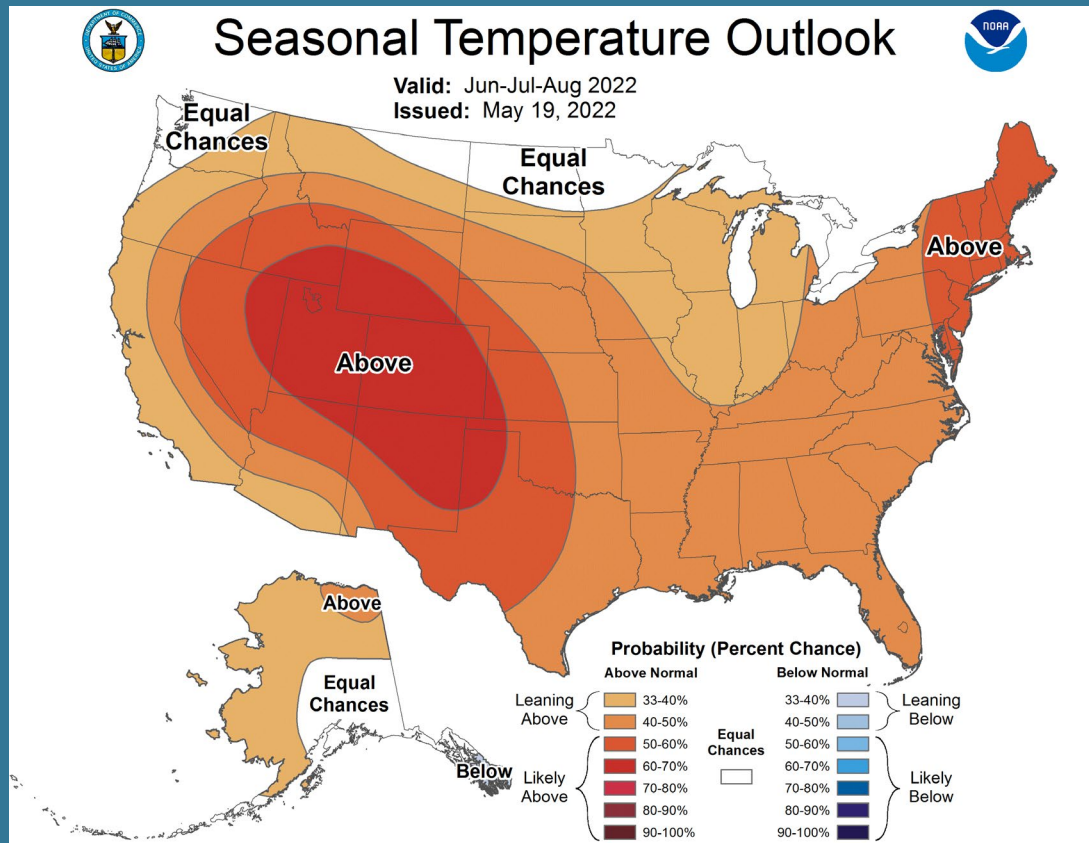 Seasonal Temperature Outlook
NOAA
Valid: Jun-Jul-Aug 2022
Issued: May 19, 2022
Equal
Chances
Equal
Chances
Above
Above
Above
Equal
Chances
Below
Probability (Percent Chance)
Above Normal
Below Normal
Leaning
Above
33-40%
40-50%
Likely
Above
50-60%
60-70%
70-80%
80-90%
90-100%
Equal
Chances
33-40%
40-50%
Leaning
Below
50-60%
60-70%
70-80%
80-90%
90-100%
Likely
Below